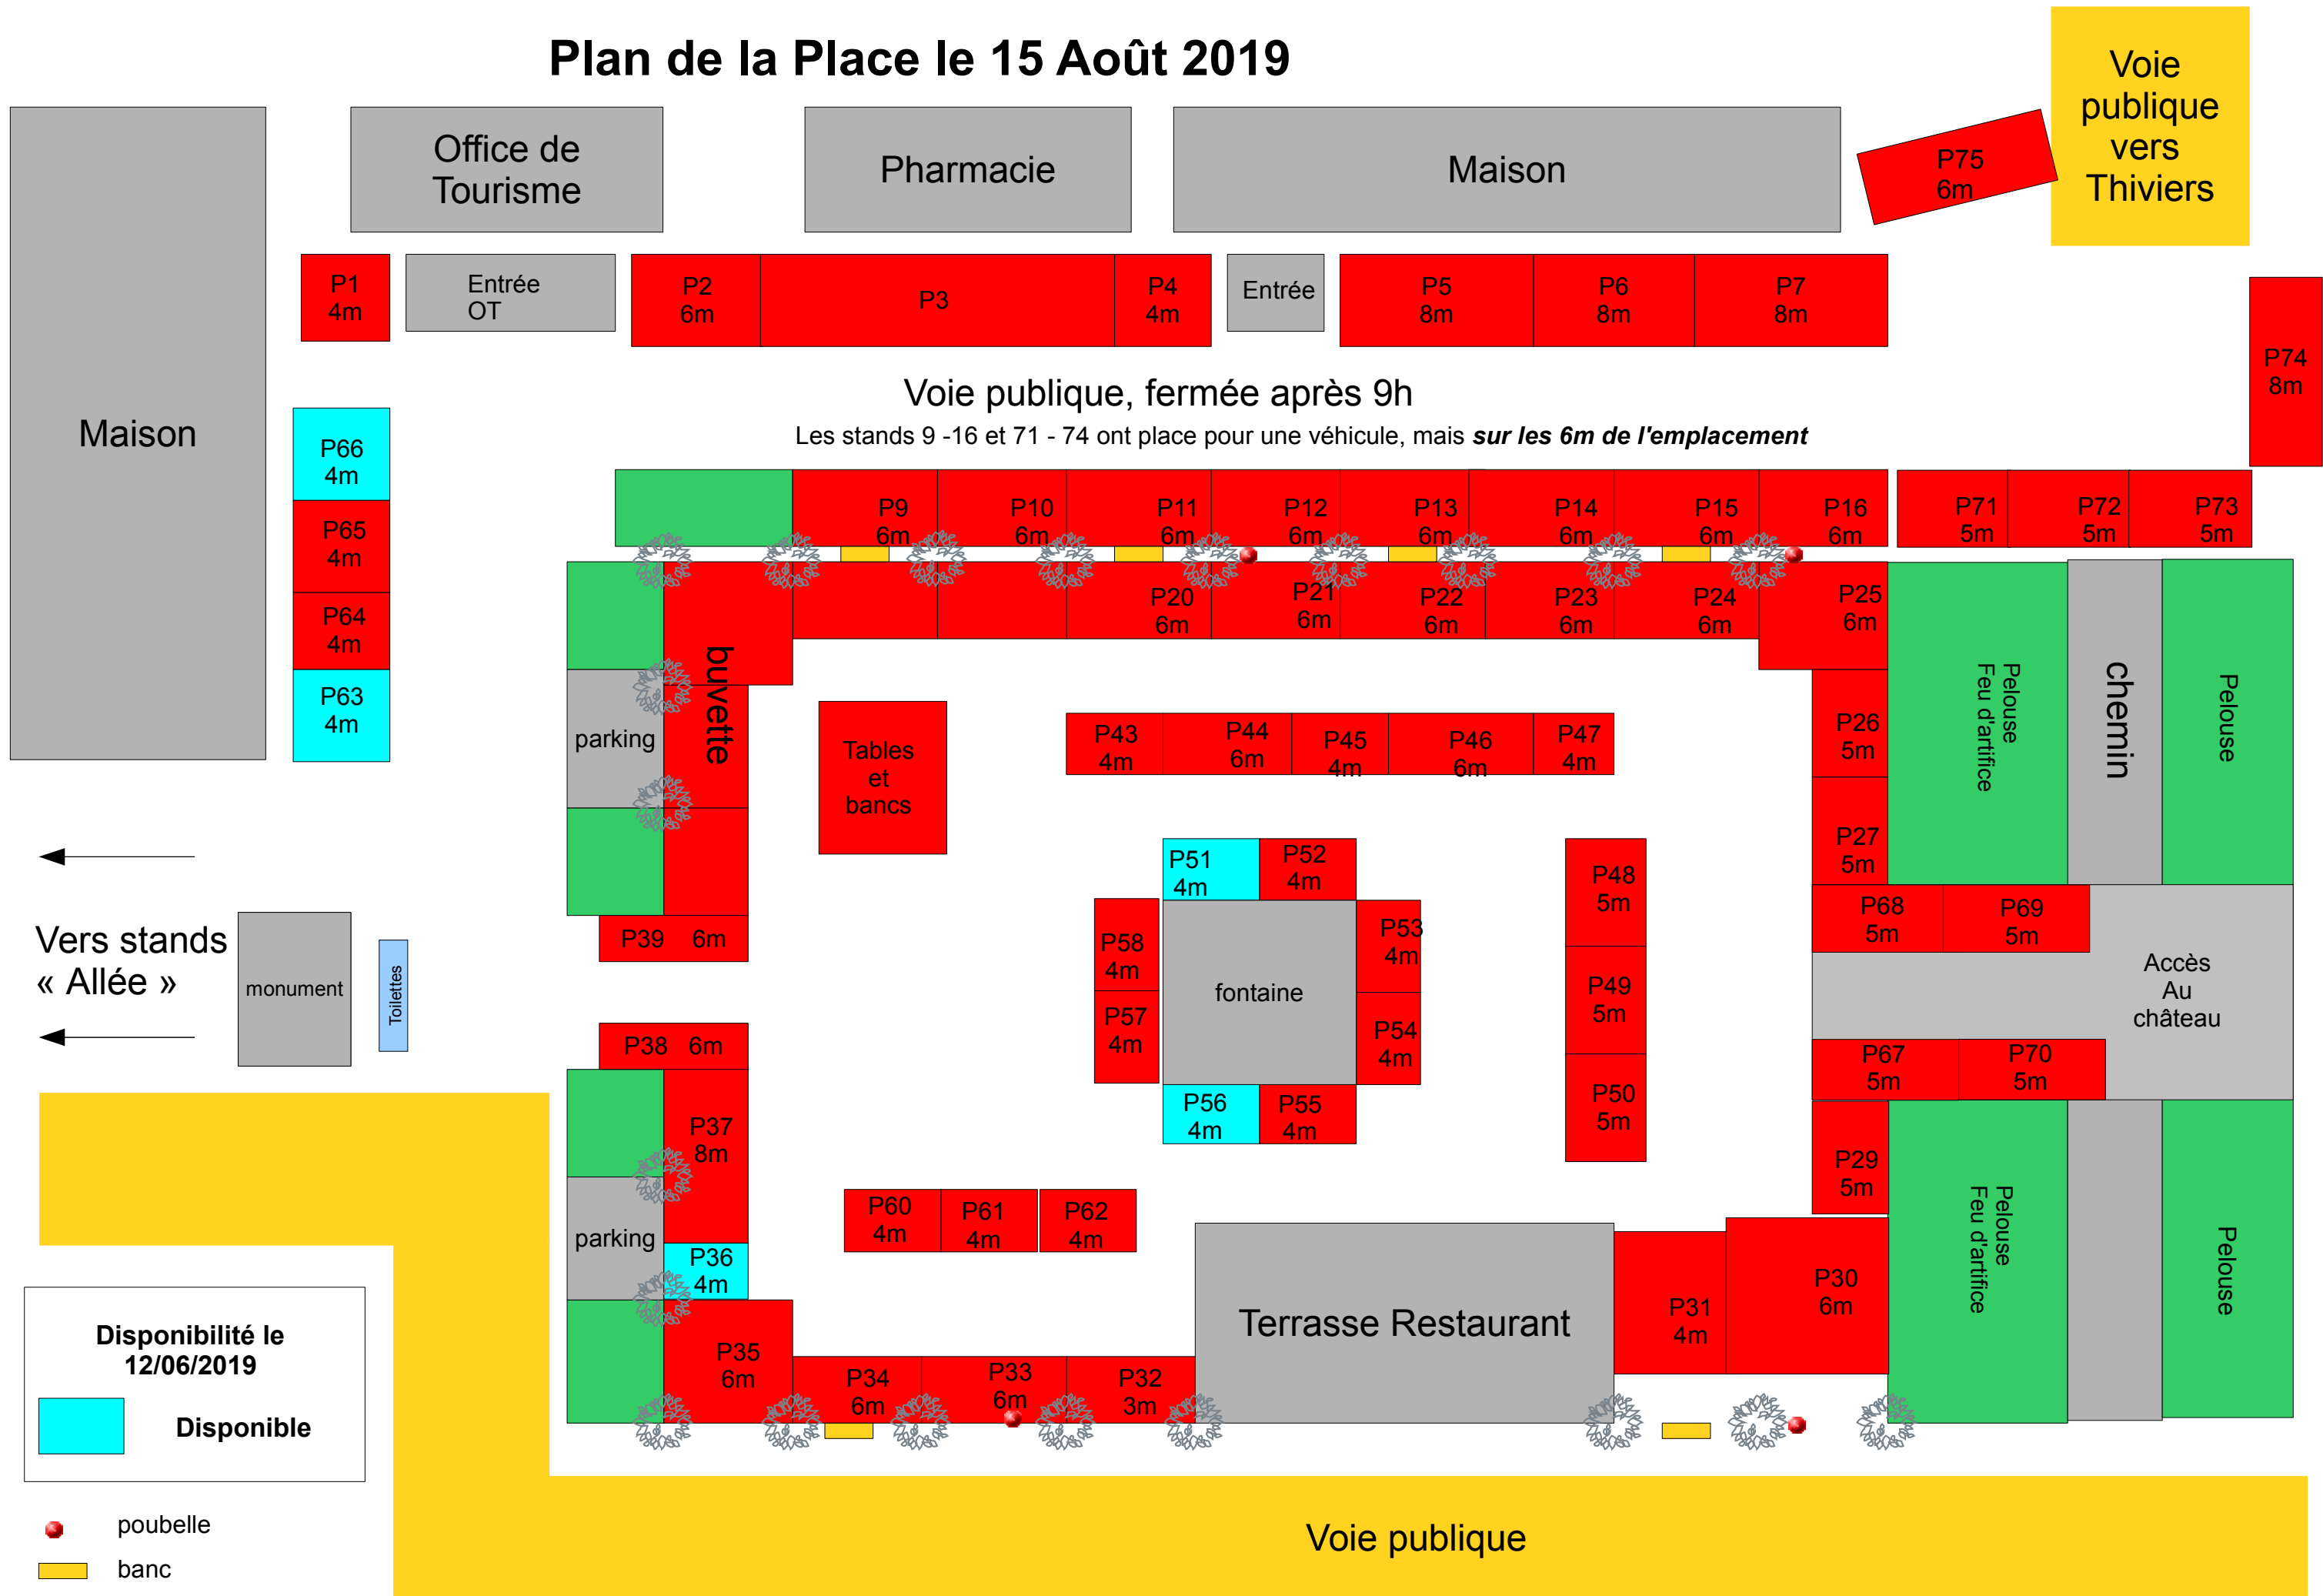 Plan de la Place le 15 Août 2019
Voie
publique
vers
Thiviers
Office de
Tourisme
Pharmacie
Maison
P75
6m
Maison
P1
4m
Entrée
OT
P2
6m
P3
P4
4m
Entrée
P5
8m
P6
8m
P7
8m
P74
8m
Voie publique, fermée après 9h
Les stands 9 -16 et 71 - 74 ont place pour une véhicule, mais sur les 6m de l'emplacement
P66
4m
P65
4m
P64
4m
P63
4m
P9
6m
P10
6m
P11
6m
P12
6m
P13
6m
P14
6m
P15
6m
P16
6m
P71
5m
P72
5m
P73
5m
P20
6m
P21
6m
P22
6m
P23
6m
P24
6m
P25
6m
buvette
parking
Tables
et
bancs
P43
4m
P44
6m
P45
4m
P46
6m
P47
4m
P26
5m
P27
5m
Pelouse
Feu d'artifice
chemin
Pelouse
P51
4m
P52
4m
P48
5m
P49
5m
P50
5m
P68
5m
P69
5m
Vers stands
« Allée »
monument
Toilettes
P39 6m
P58
4m
P57
4m
fontaine
P53
4m
P54
4m
Accès
Au
château
P38 6m
P67
5m
P70
5m
P56
4m
P55
4m
P37
8m
P29
5m
parking
P36
4m
P60
4m
P61
4m
P62
4m
Pelouse
Feu d'artifice
Pelouse
Terrasse Restaurant
P31
4m
P30
6m
P35
6m
P34
6m
P33
6m
P32
3m
Disponibilité le
12/06/2019
Disponible
poubelle
banc
Voie publique